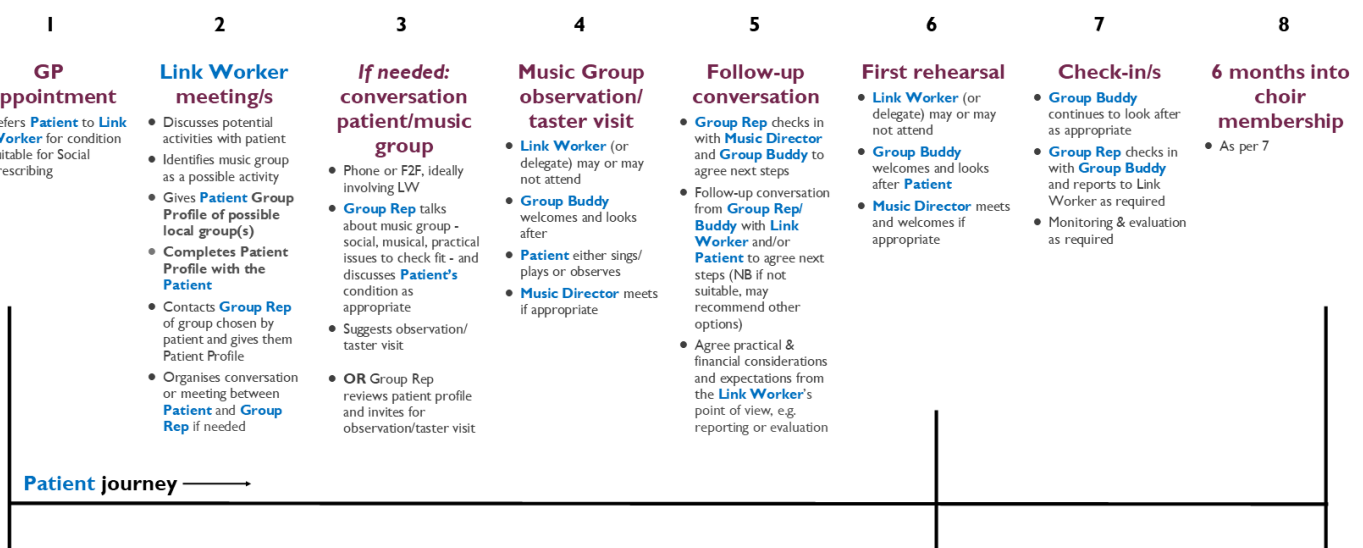 1
GP
ppointment
efers Patient to Link
Worker for condition
uitable for Social
rescribing
2
Link Worker
meeting/s
• Discusses potential
activities with patient
• Identifies music group
as a possible activity
• Gives Patient Group
Profile of possible
local group(s)
• Completes Patient
Profile with the
Patient
• Contacts Group Rep
of group chosen by
patient and gives them
Patient Profile
• Organises conversation
or meeting between
Patient and Group
Rep if needed
3
If needed:
conversation
patient/music
group
• Phone or F2F, ideally
involving LW
• Group Rep talks
about music group -
social, musical, practical
issues to check fit - and
discusses Patient's
condition as
appropriate
• Suggests observation/
taster visit
• OR Group Rep
reviews patient profile
and invites for
observation/taster visit
4
Music Group
observation/
taster visit
• Link Worker (or
delegate) may or may
not attend
• Group Buddy
welcomes and looks
after
• Patient either sings/
plays or observes
• Music Director meets
if appropriate
5
Follow-up
conversation
• Group Rep checks in
with Music Director
and Group Buddy to
agree next steps
• Follow-up conversation
from Group Rep/
Buddy with Link
Worker and/or
Patient to agree next
steps (NB if not
suitable, may
recommend other
options)
• Agree practical &
financial considerations
and expectations from
the Link Worker's
point of view, e.g.
reporting or evaluation
6
First rehearsal
• Link Worker (or
delegate) may or may
not attend
• Group Buddy
welcomes and looks
after Patient
• Music Director meets
and welcomes if
appropriate
7
Check-in/s
• Group Buddy
continues to look after
as appropriate
• Group Rep checks in
with Group Buddy
and reports to Link
Worker as required
• Monitoring & evaluation
as required
8
6 months into
choir
membership
• As per 7
Patient journey